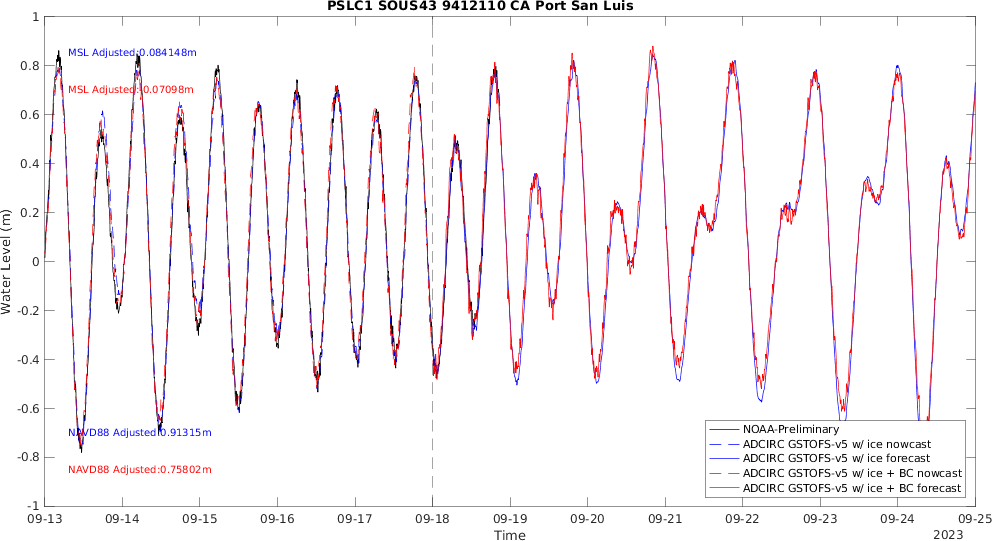 PSLC1 SOUS43 9412110 CA Port San Luis
Water Level (m)
1
0.8
0.6
0.4
0.2
0
-0.2
-0.4
-0.6
-0.8
-1
MSL Adjusted:0.084148m
MSL Adjusted:-0.07098m
NAVD88 Adjusted:0.91315m
NAVD88 Adjusted:0.75802m
NOAA-Preliminary
ADCIRC GSTOFS-v5 w/ ice nowcast
ADCIRC GSTOFS-v5 w/ ice forecast
ADCIRC GSTOFS-v5 w/ ice + BC nowcast
ADCIRC GSTOFS-v5 w/ ice + BC forecast
09-13 09-14 09-15 09-16 09-17 09-18 09-19 09-20 09-21 09-22 09-23 09-24 09-25
Time
2023